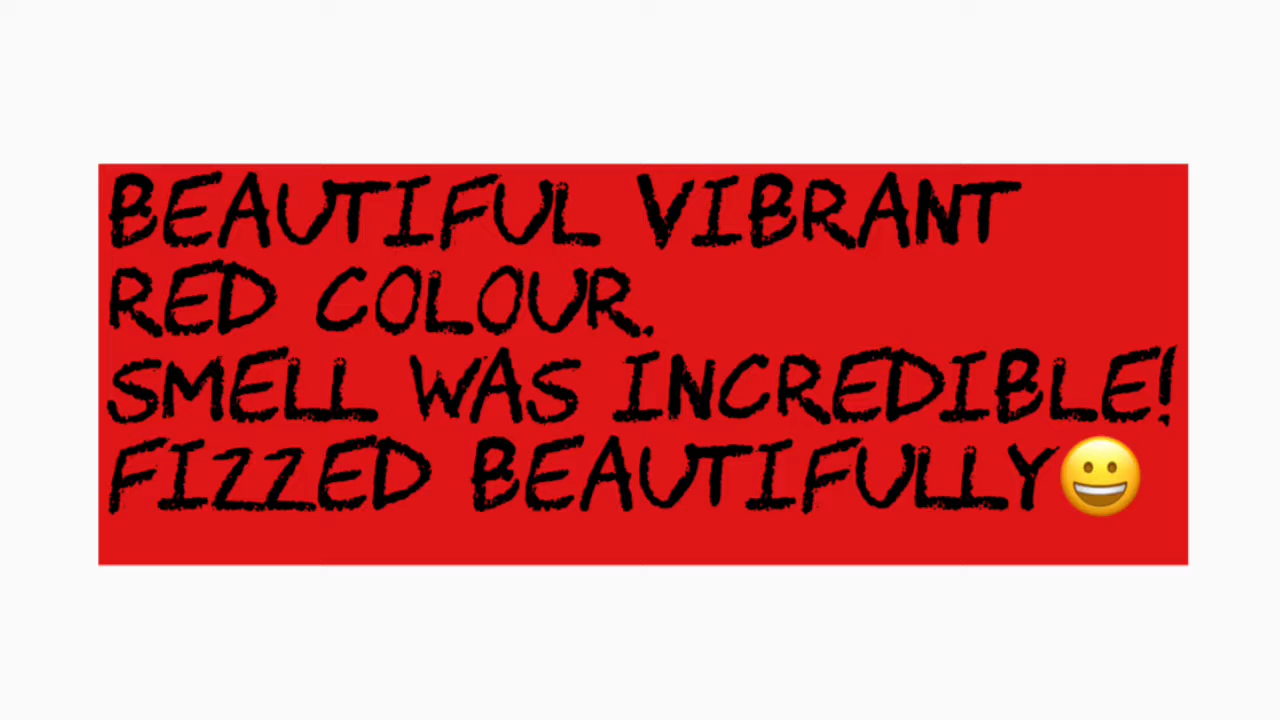 BEAUTIFUL VIBRANT
RED COLOUR.
SMELL WAS INCREDIBLE!
FIZZED BEAUTIFULLY😀